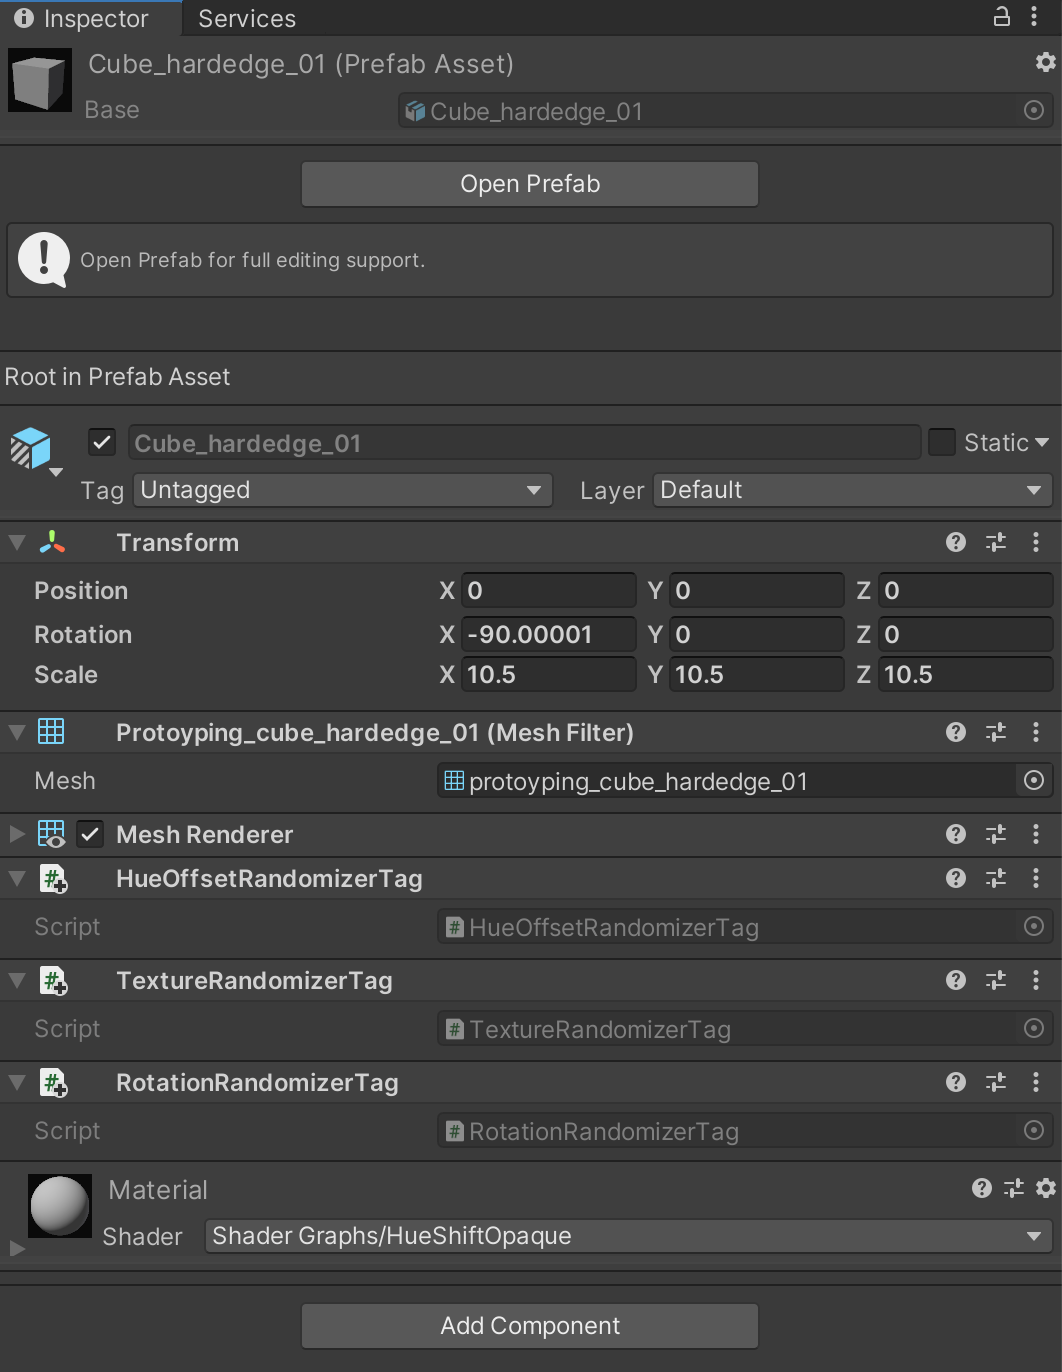 Inspector Services
Cube_hardedge_01 (Prefab Asset)
Base Cube_hardedge_01
Open Prefab
Open Prefab for full editing support.
Root in Prefab Asset
Cube_hardedge_01 Static
Tag Untagged Layer Default
Transform
Position X 0 Y 0 Z 0
Rotation X -90.00001 Y 0 Z 0
Scale X 10.5 Y 10.5 Z 10.5
Protoyping_cube_hardedge_01 (Mesh Filter)
Mesh protoyping_cube_hardedge_01
Mesh Renderer
# HueOffsetRandomizerTag
Script # HueOffsetRandomizerTag
# TextureRandomizerTag
Script # TextureRandomizerTag
# RotationRandomizerTag
Script # RotationRandomizerTag
Material
Shader Shader Graphs/HueShiftOpaque
Add Component